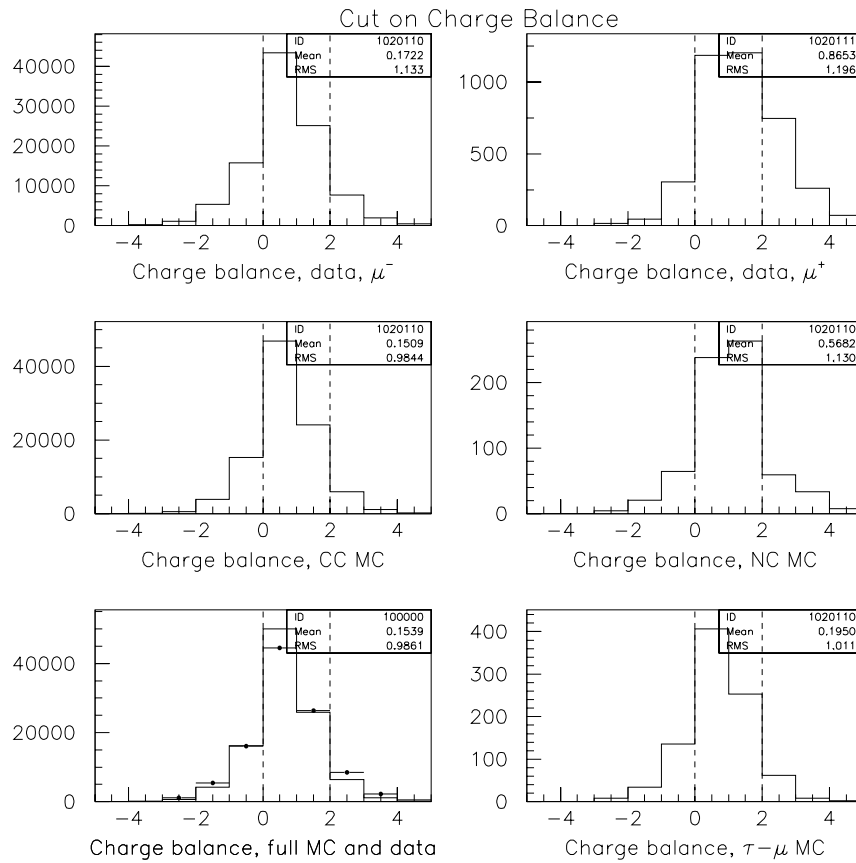 Cut on Charge Balance
ID 1020110
Mean 0.1722
RMS 1.133
40000
30000
20000
10000
0
−4 −2 0 2 4
Charge balance, data, μ⁻
ID 1020111
Mean 0.8653
RMS 1.196
1000
500
0
−4 −2 0 2 4
Charge balance, data, μ⁺
ID 1020110
Mean 0.1509
RMS 0.9844
40000
20000
0
−4 −2 0 2 4
Charge balance, CC MC
ID 1020110
Mean 0.5682
RMS 1.130
200
100
0
−4 −2 0 2 4
Charge balance, NC MC
ID 100000
Mean 0.1539
RMS 0.9861
40000
20000
0
−4 −2 0 2 4
Charge balance, full MC and data
ID 1020110
Mean 0.1950
RMS 1.011
400
300
200
100
0
−4 −2 0 2 4
Charge balance, τ−μ MC